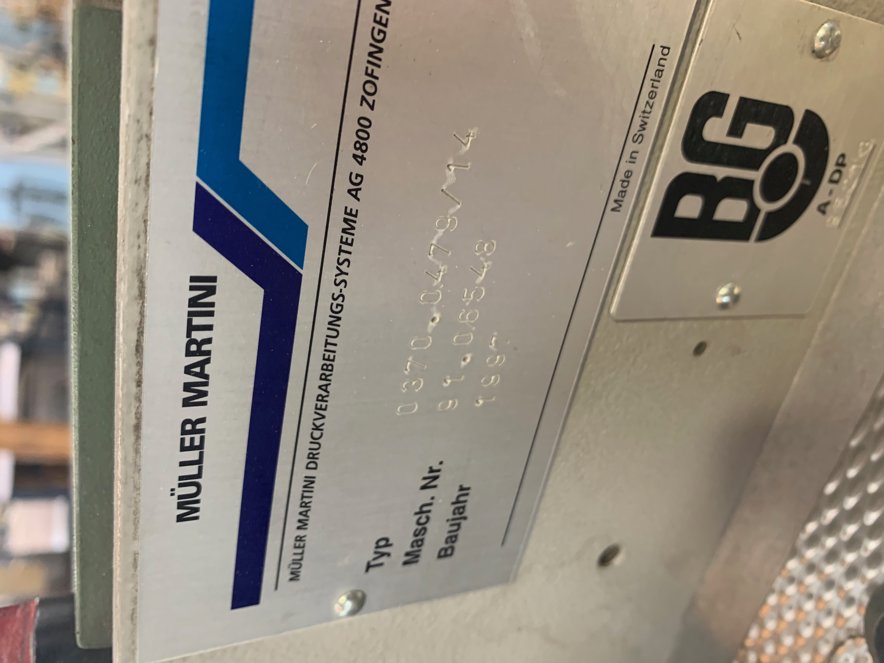 MÜLLER MARTINI
MÜLLER MARTINI DRUCKVERARBEITUNGS-SYSTEME AG 4800 ZOFINGEN
Typ 0370.0479/14
Masch. Nr. 91.06548
Baujahr 1997
Made in Switzerland
BG
A-DP